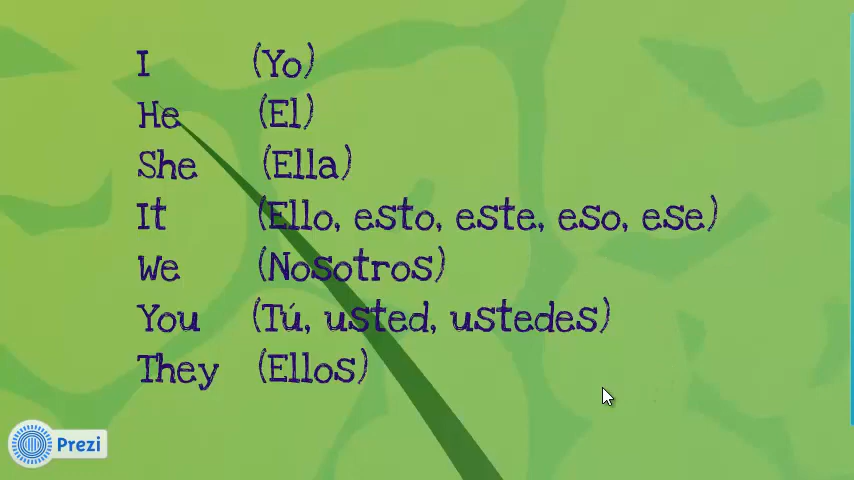 I (Yo)
He (El)
She (Ella)
It (Ello, esto, este, eso, ese)
We (Nosotros)
You (Tú, usted, ustedes)
They (Ellos)
Prezi